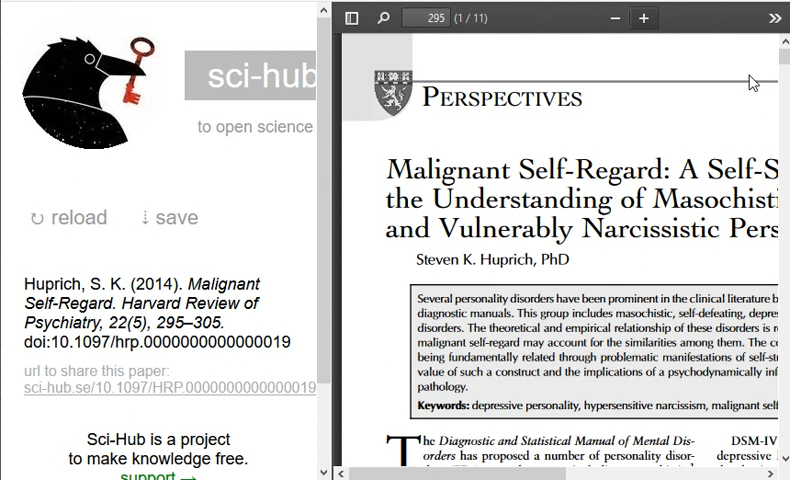 sci-hub
to open science
↻ reload
⇣ save
Huprich, S. K. (2014). Malignant
Self-Regard. Harvard Review of
Psychiatry, 22(5), 295–305.
doi:10.1097/hrp.0000000000000019
url to share this paper:
sci-hub.se/10.1097/HRP.0000000000000019
Sci-Hub is a project
to make knowledge free.
support →
295 (1 / 11)
PERSPECTIVES
Malignant Self-Regard: A Self-S
the Understanding of Masochisti
and Vulnerably Narcissistic Pers
Steven K. Huprich, PhD
Several personality disorders have been prominent in the clinical literature b
diagnostic manuals. This group includes masochistic, self-defeating, depre
disorders. The theoretical and empirical relationship of these disorders is r
malignant self-regard may account for the similarities among them. The co
being fundamentally related through problematic manifestations of self-str
value of such a construct and the implications of a psychodynamically inf
pathology.
Keywords: depressive personality, hypersensitive narcissism, malignant self
The Diagnostic and Statistical Manual of Mental Dis-
orders has proposed a number of personality disor-
DSM-IV
depressive